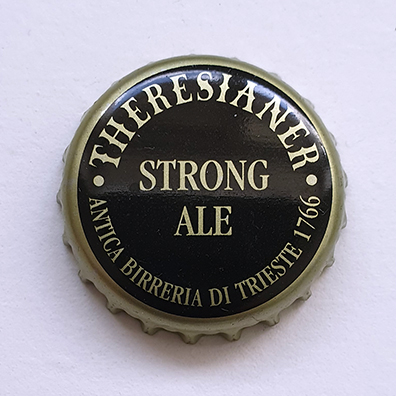 • THERESIANER •
STRONG
ALE
ANTICA BIRRERIA DI TRIESTE 1766